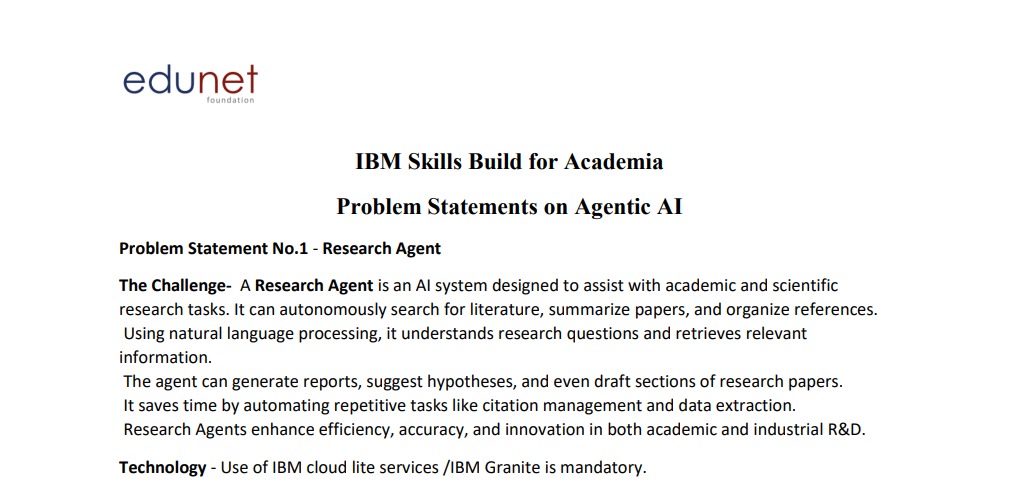 edunet
foundation
IBM Skills Build for Academia
Problem Statements on Agentic AI
Problem Statement No.1 - Research Agent
The Challenge- A Research Agent is an AI system designed to assist with academic and scientific
research tasks. It can autonomously search for literature, summarize papers, and organize references.
Using natural language processing, it understands research questions and retrieves relevant
information.
The agent can generate reports, suggest hypotheses, and even draft sections of research papers.
It saves time by automating repetitive tasks like citation management and data extraction.
Research Agents enhance efficiency, accuracy, and innovation in both academic and industrial R&D.
Technology - Use of IBM cloud lite services /IBM Granite is mandatory.